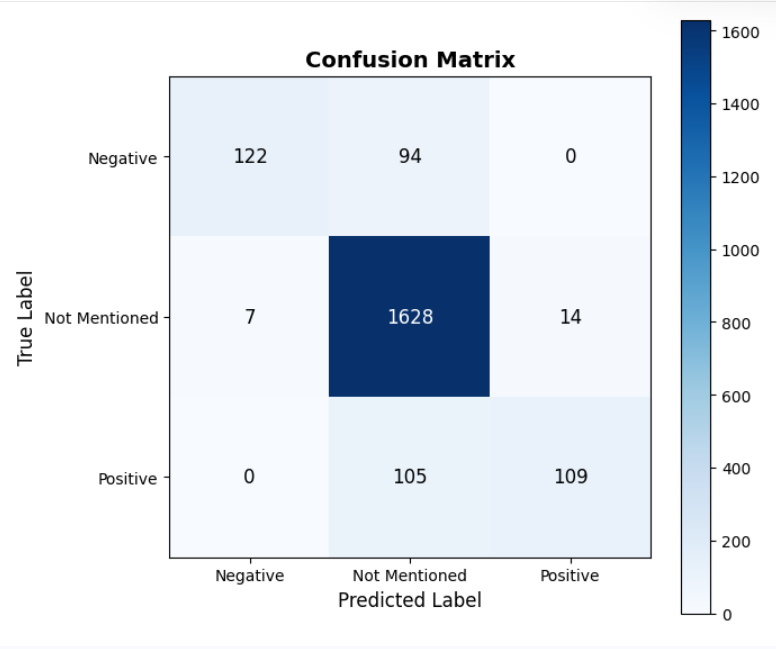 Confusion Matrix
1600
1400
1200
1000
800
600
400
200
0
True Label
Negative
122
94
0
Not Mentioned
7
1628
14
Positive
0
105
109
Negative
Not Mentioned
Positive
Predicted Label